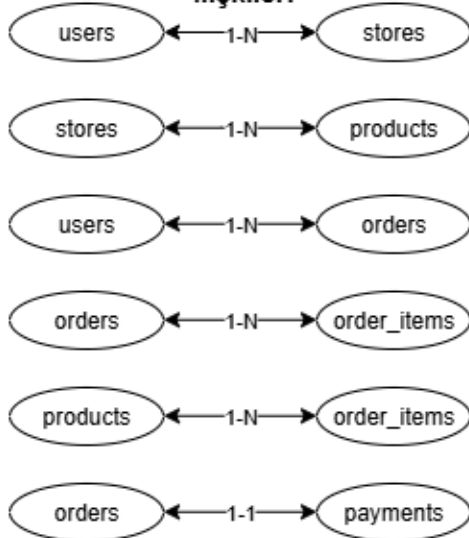 users 1-N stores
stores 1-N products
users 1-N orders
orders 1-N order_items
products 1-N order_items
orders 1-1 payments